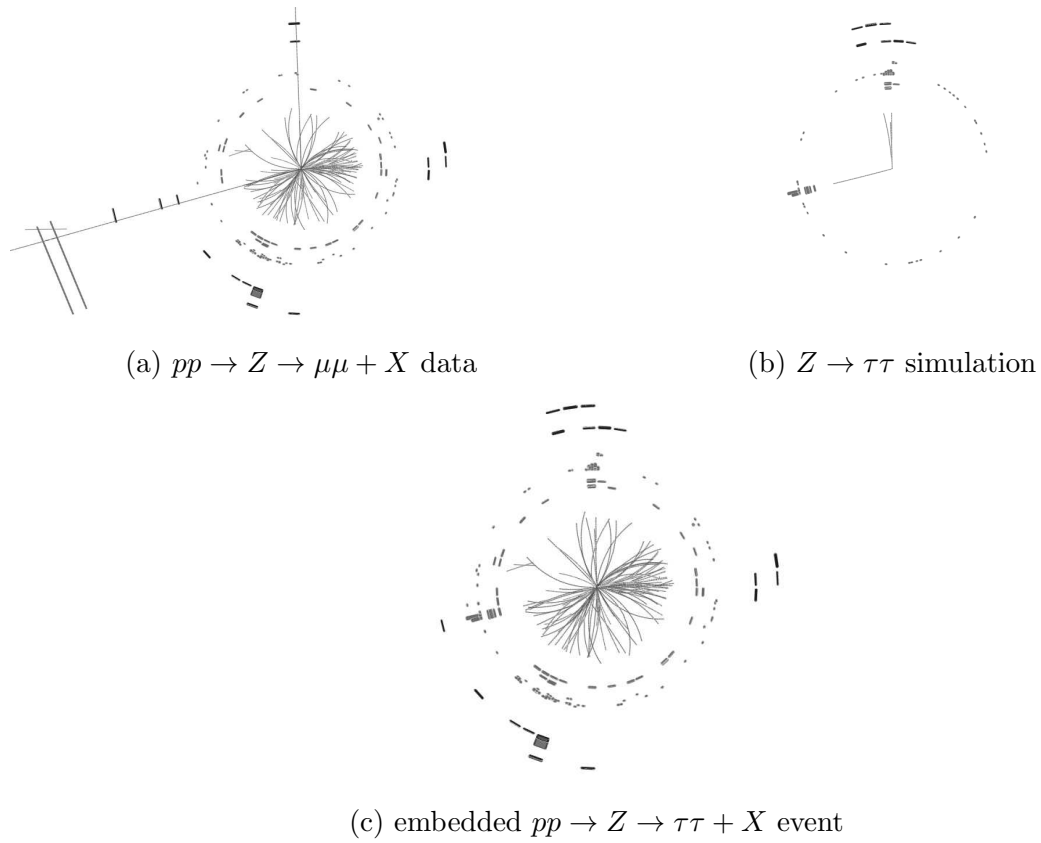 (a) pp → Z → μμ + X data
(b) Z → ττ simulation
(c) embedded pp → Z → ττ + X event